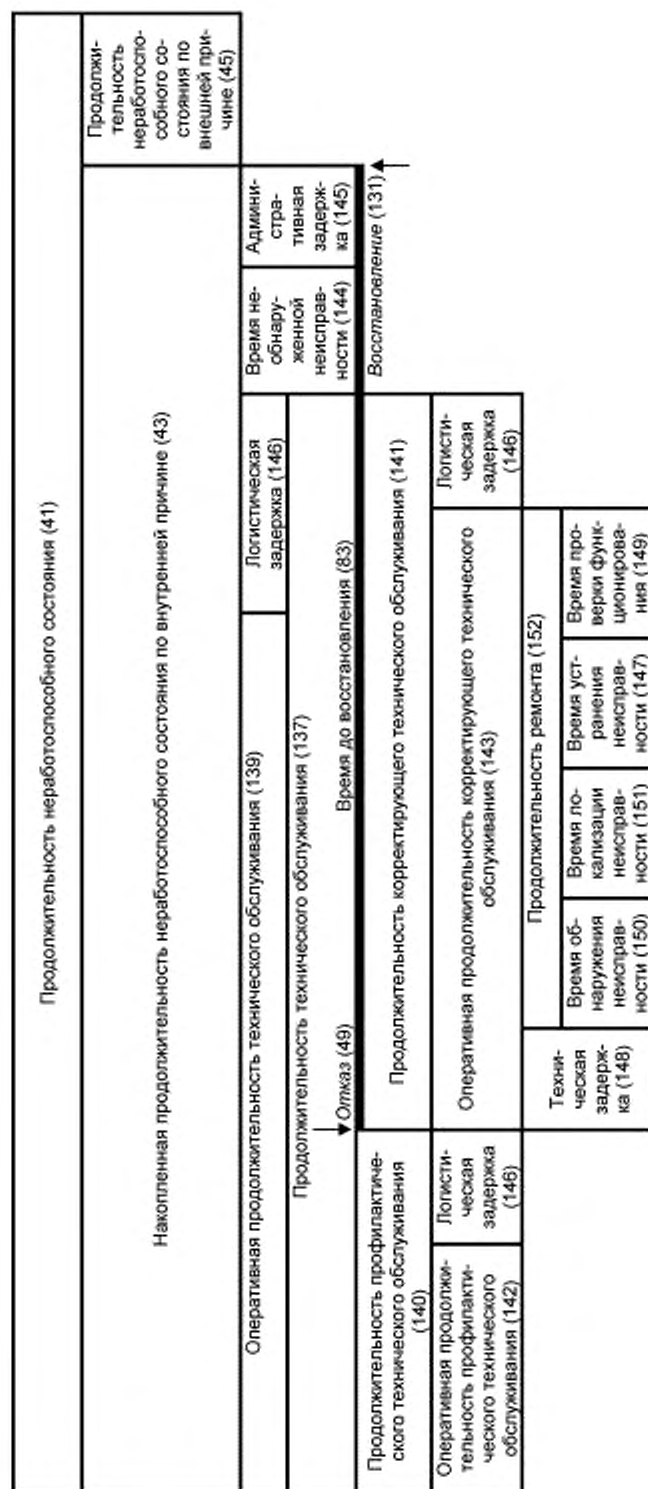 Продолжительность неработоспособного состояния (41)
Накопленная продолжительность неработоспособного состояния по внутренней причине (43)
Продолжи-
тельность
неработоспо-
собного со-
стояния по
внешней при-
чине (45)
Оперативная продолжительность технического обслуживания (139)
Логистическая
задержка (146)
Время не-
обнару-
женной
неисправ-
ности (144)
Админи-
стра-
тивная
задерж-
ка (145)
Продолжительность технического обслуживания (137)
Отказ (49)
Время до восстановления (83)
Восстановление (131)
Продолжительность профилактиче-
ского технического обслуживания
(140)
Продолжительность корректирующего технического обслуживания (141)
Оперативная продолжи-
тельность профилакти-
ческого технического
обслуживания (142)
Логисти-
ческая
задержка
(146)
Оперативная продолжительность корректирующего технического
обслуживания (143)
Логисти-
ческая
задержка
(146)
Техни-
ческая
задерж-
ка (148)
Продолжительность ремонта (152)
Время об-
наружения
неисправ-
ности (150)
Время ло-
кализации
неисправ-
ности (151)
Время уст-
ранения
неисправ-
ности (147)
Время про-
верки функ-
ционирова-
ния (149)